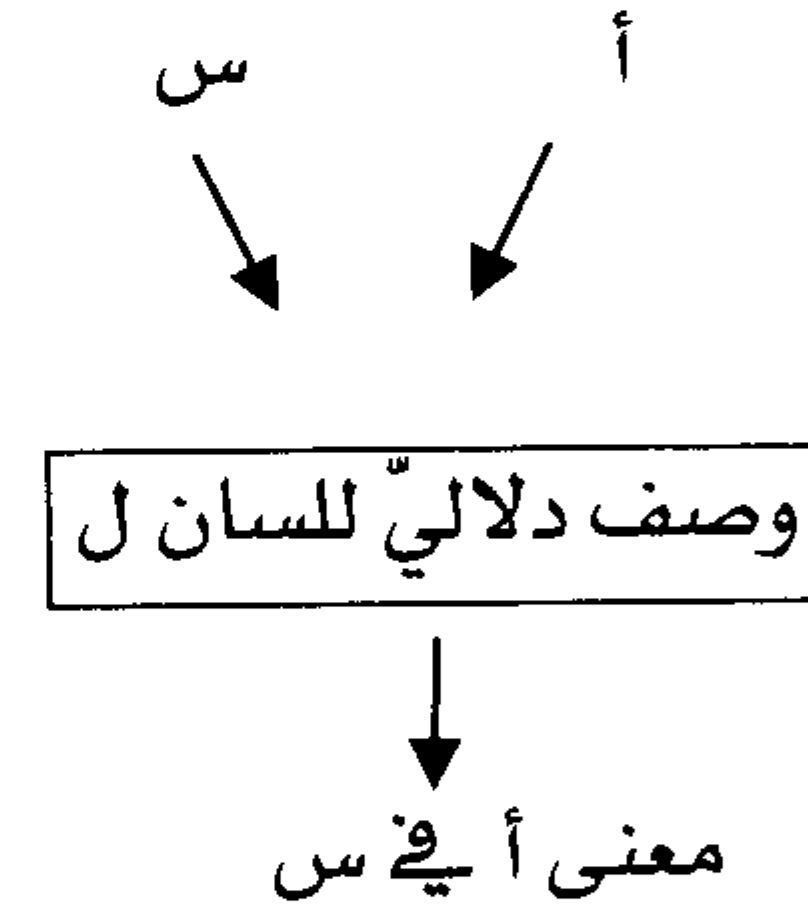 أ س
وصف دلاليّ للسان ل
معنى أ في س